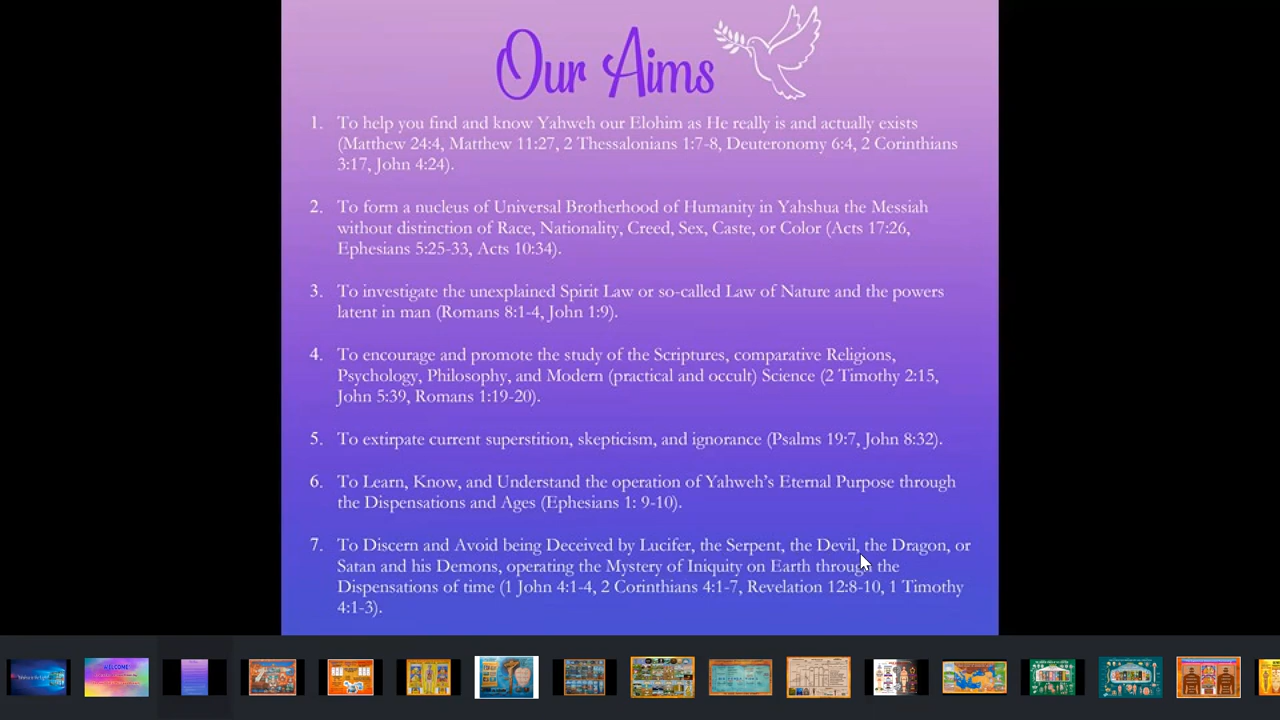 Our Aims
1. To help you find and know Yahweh our Elohim as He really is and actually exists
(Matthew 24:4, Matthew 11:27, 2 Thessalonians 1:7-8, Deuteronomy 6:4, 2 Corinthians
3:17, John 4:24).
2. To form a nucleus of Universal Brotherhood of Humanity in Yahshua the Messiah
without distinction of Race, Nationality, Creed, Sex, Caste, or Color (Acts 17:26,
Ephesians 5:25-33, Acts 10:34).
3. To investigate the unexplained Spirit Law or so-called Law of Nature and the powers
latent in man (Romans 8:1-4, John 1:9).
4. To encourage and promote the study of the Scriptures, comparative Religions,
Psychology, Philosophy, and Modern (practical and occult) Science (2 Timothy 2:15,
John 5:39, Romans 1:19-20).
5. To extirpate current superstition, skepticism, and ignorance (Psalms 19:7, John 8:32).
6. To Learn, Know, and Understand the operation of Yahweh's Eternal Purpose through
the Dispensations and Ages (Ephesians 1: 9-10).
7. To Discern and Avoid being Deceived by Lucifer, the Serpent, the Devil, the Dragon, or
Satan and his Demons, operating the Mystery of Iniquity on Earth through the
Dispensations of time (1 John 4:1-4, 2 Corinthians 4:1-7, Revelation 12:8-10, 1 Timothy
4:1-3).
WELCOME